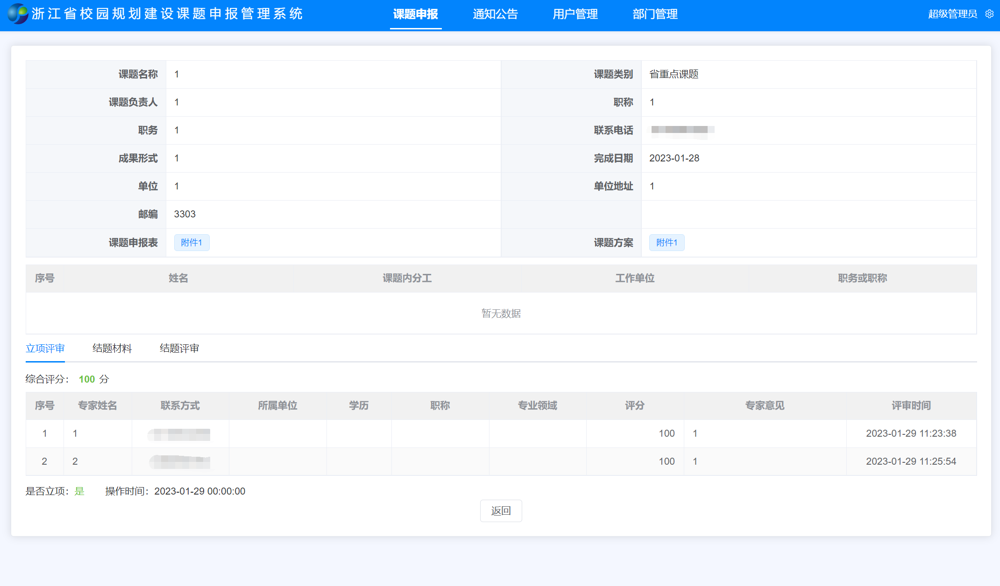 浙江省校园规划建设课题申报管理系统 课题申报 通知公告 用户管理 部门管理 超级管理员
课题名称 1 课题类别 省重点课题
课题负责人 1 职称 1
职务 1 联系电话
成果形式 1 完成日期 2023-01-28
单位 1 单位地址 1
邮编 3303
课题申报表 附件1 课题方案 附件1
序号 姓名 课题内分工 工作单位 职务或职称
暂无数据
立项评审 结题材料 结题评审
综合评分： 100 分
序号 专家姓名 联系方式 所属单位 学历 职称 专业领域 评分 专家意见 评审时间
1 1 100 1 2023-01-29 11:23:38
2 2 100 1 2023-01-29 11:25:54
是否立项：是 操作时间：2023-01-29 00:00:00
返回